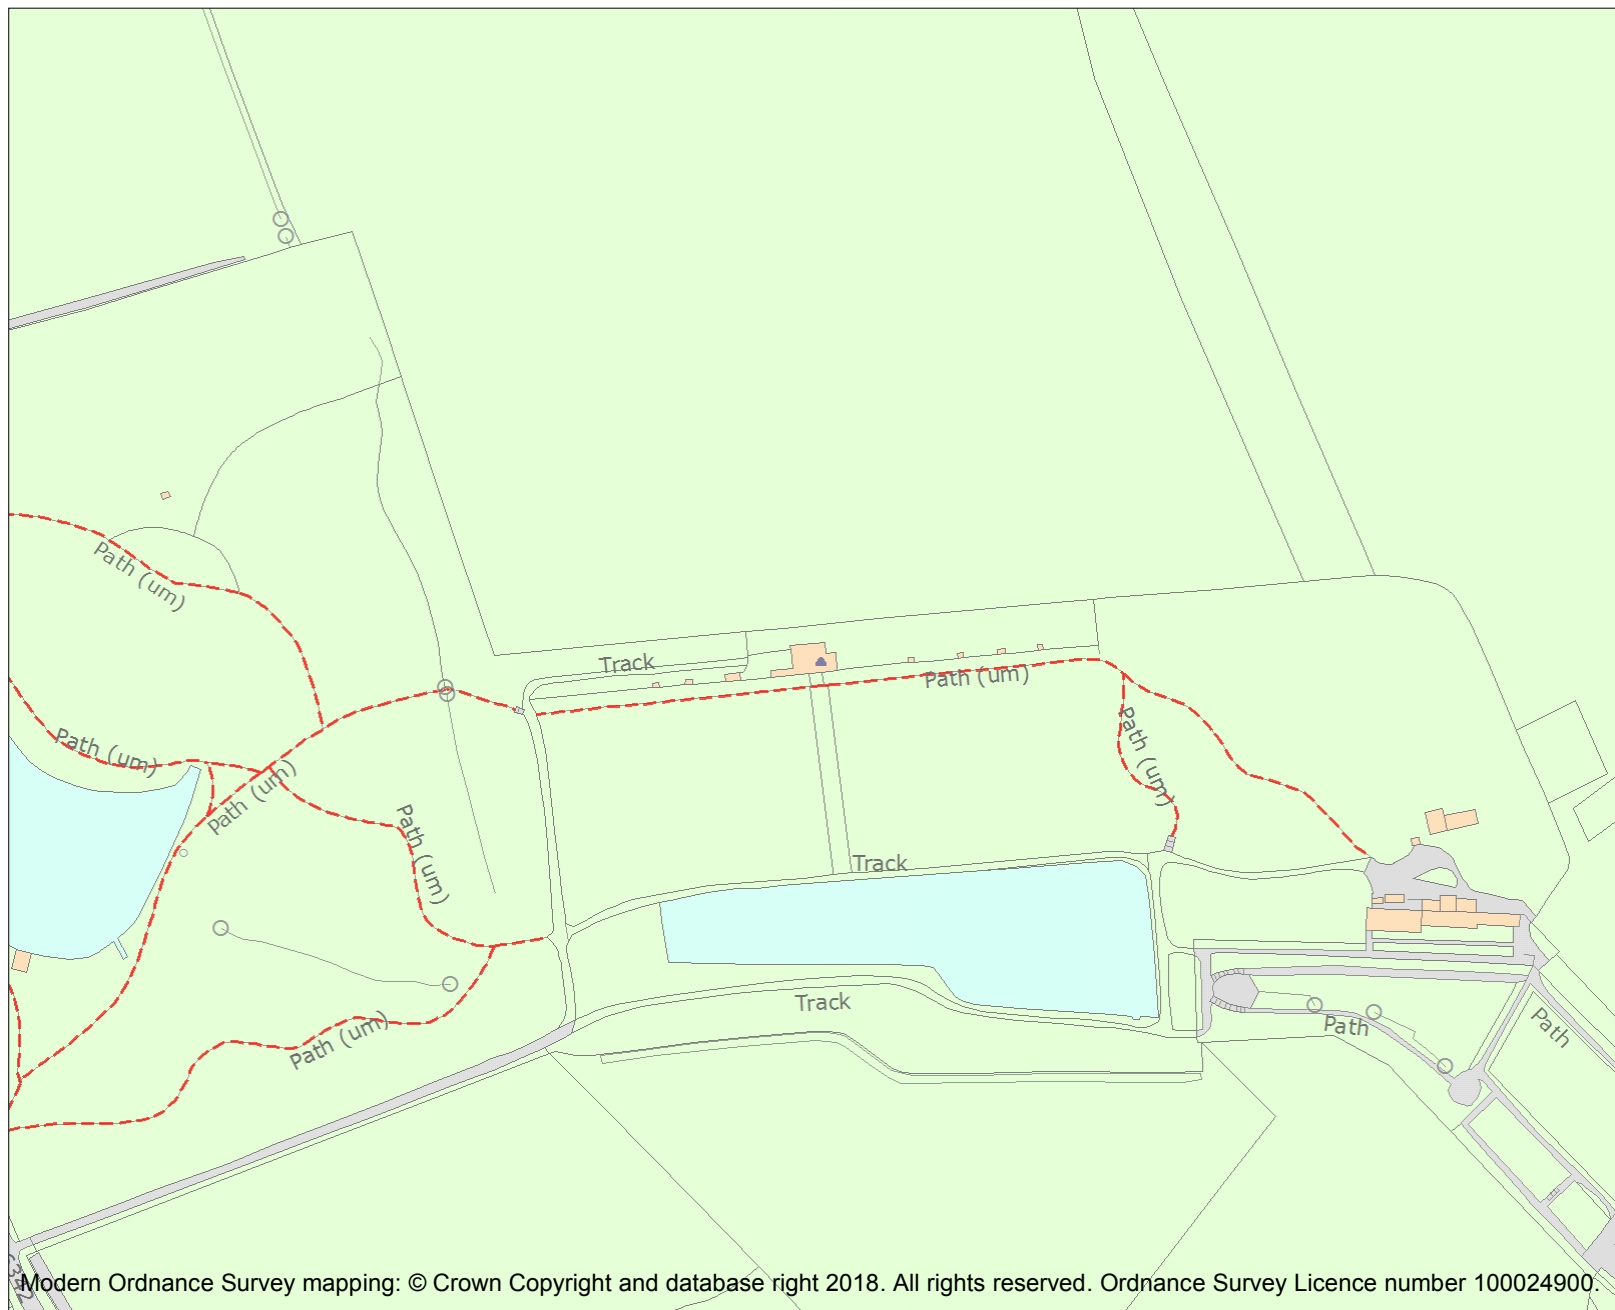 Path (um)
Track
Path (um)
Path (um)
Path (um)
Path (um)
Path (um)
Track
Track
Path (um)
Path
Path
Modern Ordnance Survey mapping: © Crown Copyright and database right 2018. All rights reserved. Ordnance Survey Licence number 100024900.